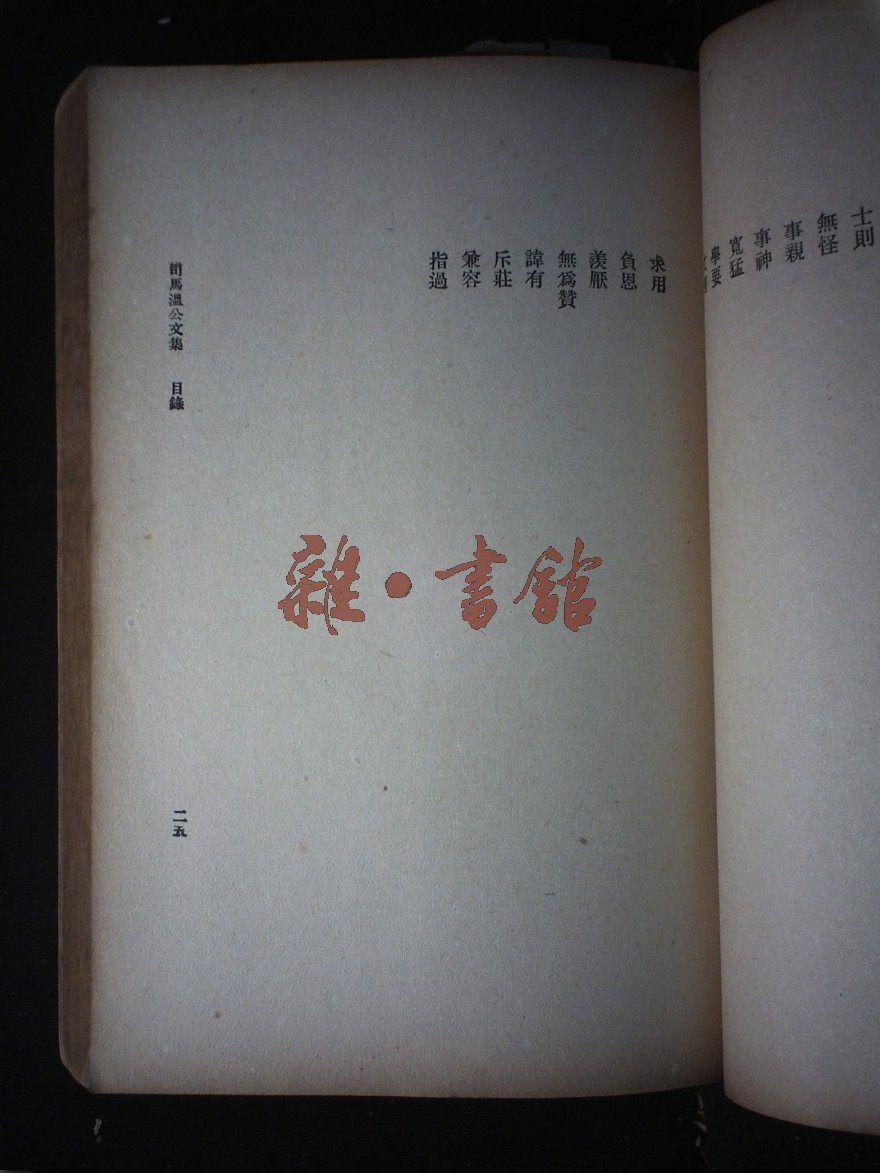 士則
無怪
事親
事神
寬猛
學要
求用
負恩
羨厭
無爲贊
諱有
斥莊
兼容
指過
司馬溫公文集 目錄
二五
雜·書館